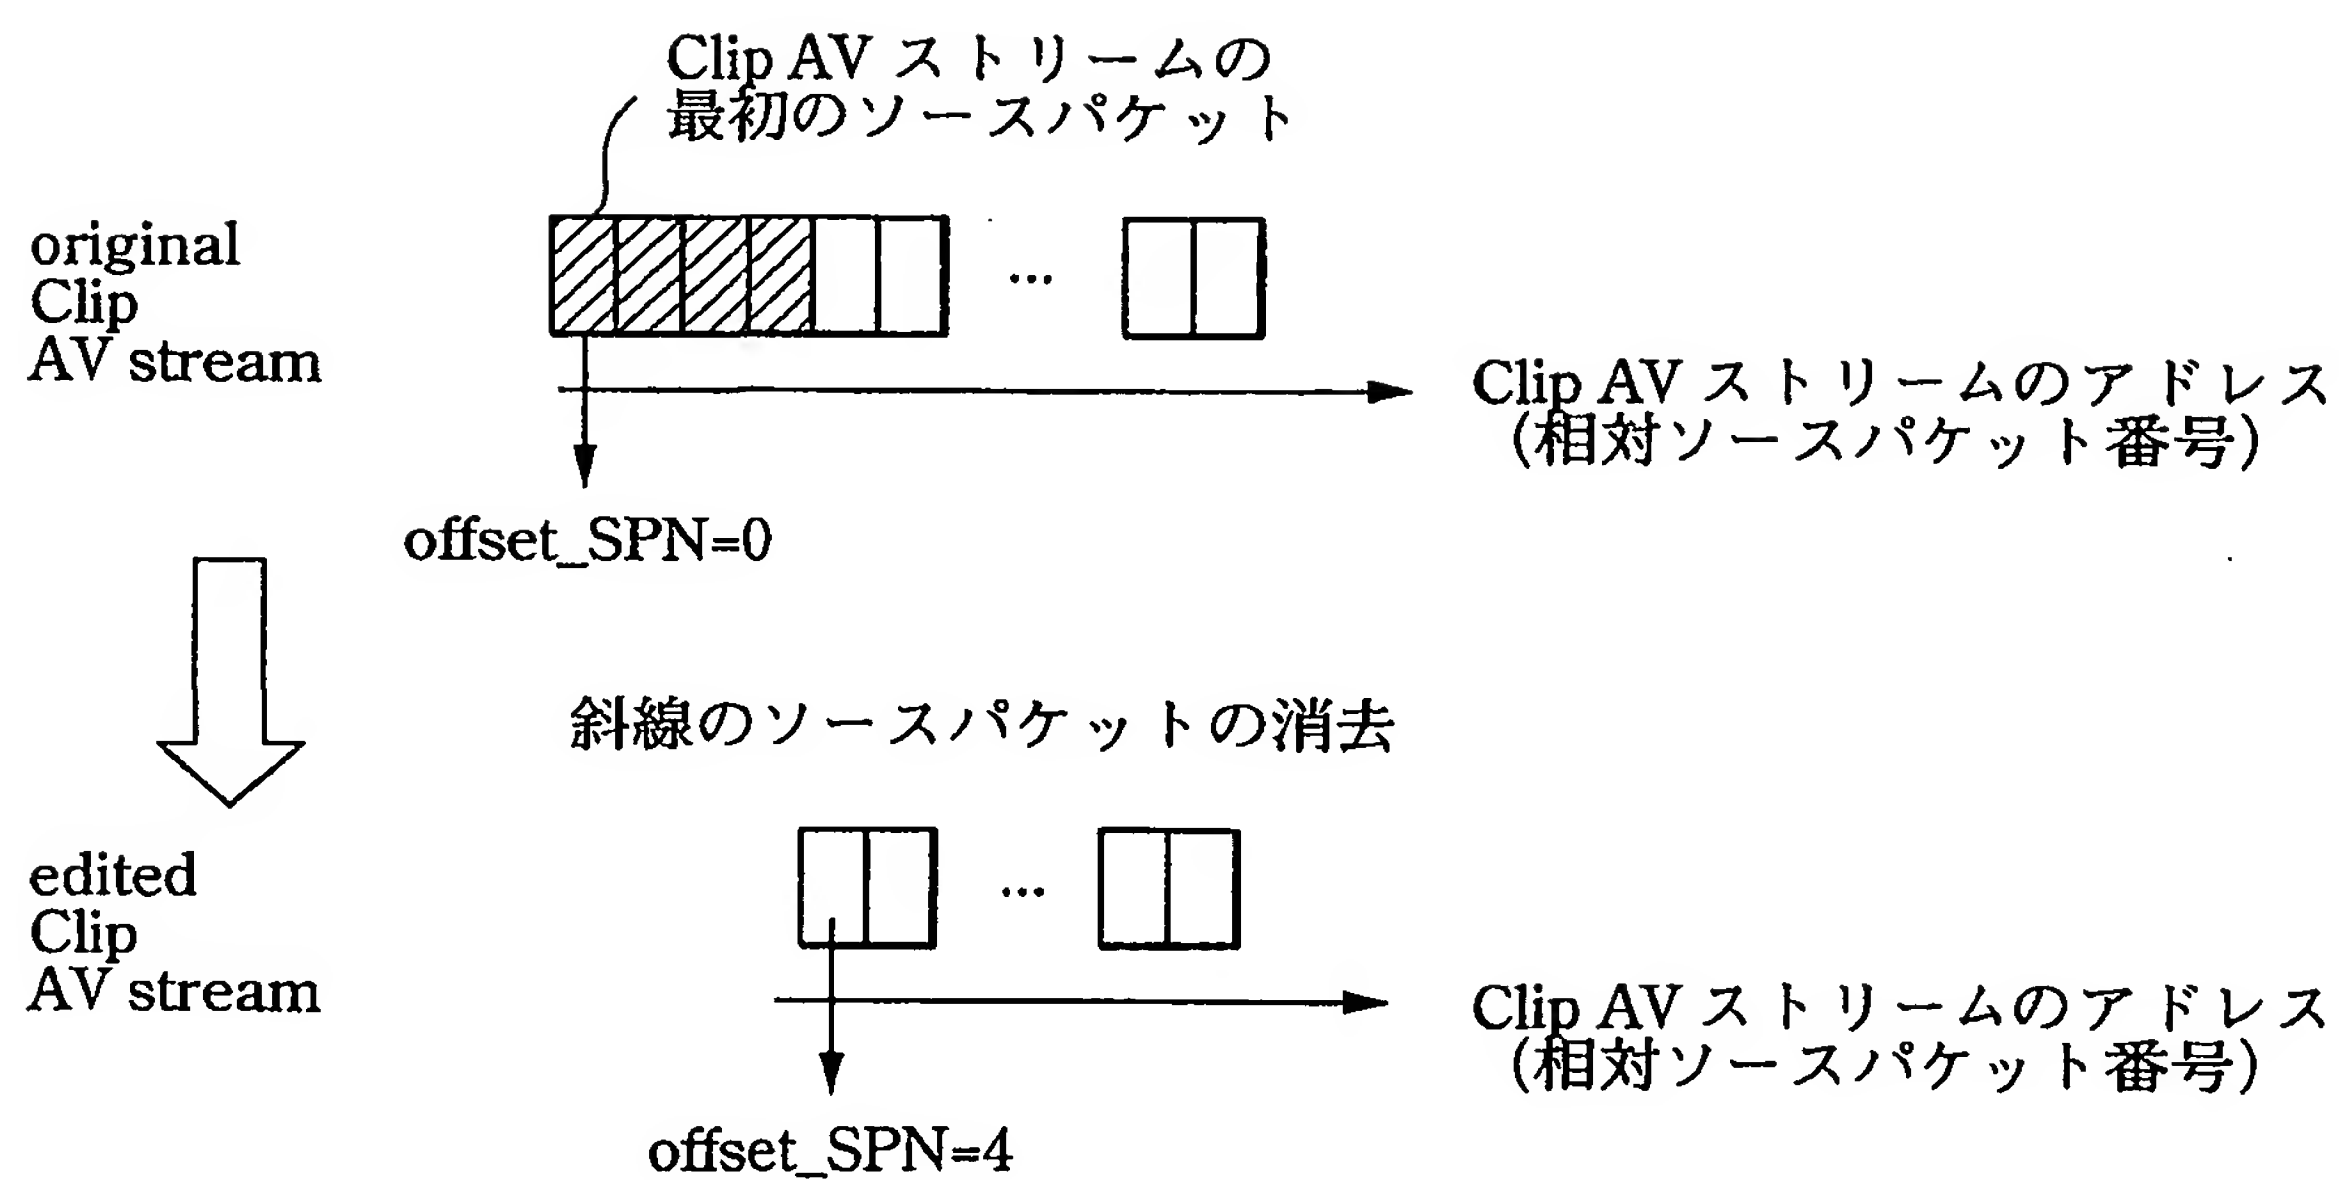 Clip AV ストリームの
最初のソースパケット
original
Clip
AV stream
...
Clip AV ストリームのアドレス
(相対ソースパケット番号)
offset_SPN=0
斜線のソースパケットの消去
edited
Clip
AV stream
...
Clip AV ストリームのアドレス
(相対ソースパケット番号)
offset_SPN=4